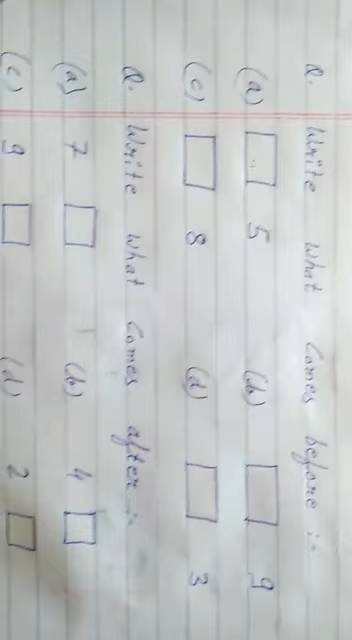 Q. Write what comes before :-
(a) 5 (b) 9
(c) 8 (d) 3
Q. Write what comes after :-
(a) 7 (b) 4
(c) 9 (d) 2